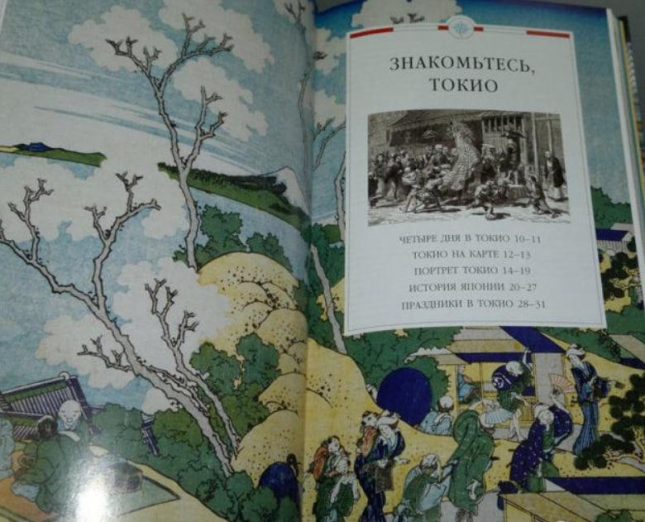 ЗНАКОМЬТЕСЬ,
ТОКИО
ЧЕТЫРЕ ДНЯ В ТОКИО 10–11
ТОКИО НА КАРТЕ 12–13
ПОРТРЕТ ТОКИО 14–19
ИСТОРИЯ ЯПОНИИ 20–27
ПРАЗДНИКИ В ТОКИО 28–31